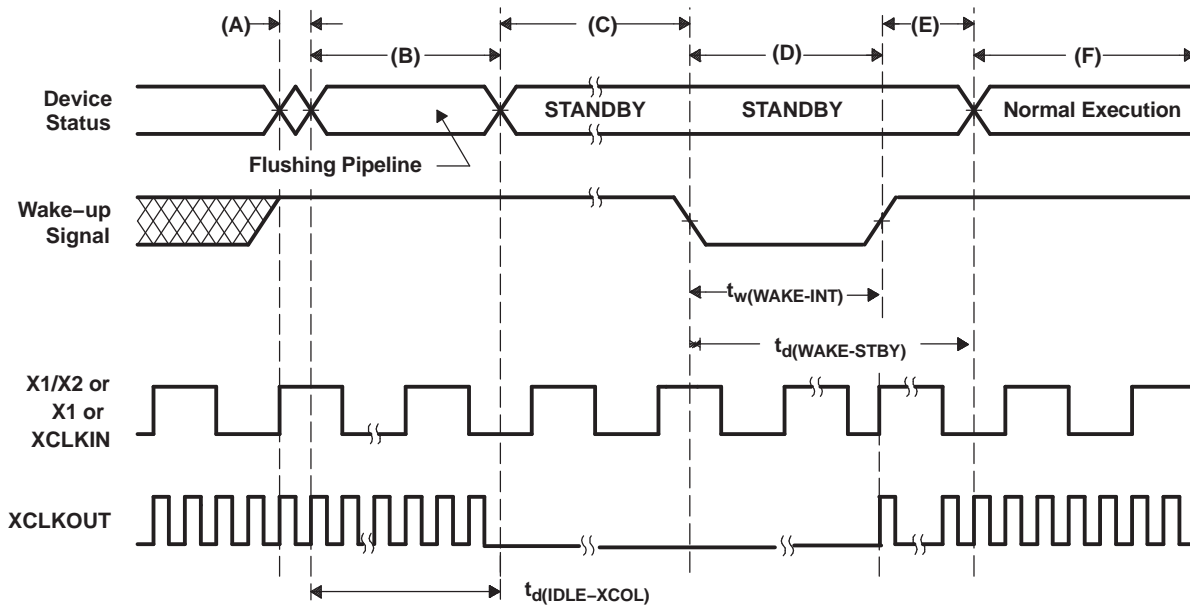 (A)
(B)
(C)
(D)
(E)
(F)
Device
Status
STANDBY
STANDBY
Normal Execution
Flushing Pipeline
Wake−up
Signal
tw(WAKE-INT)
td(WAKE-STBY)
X1/X2 or
X1 or
XCLKIN
XCLKOUT
td(IDLE−XCOL)